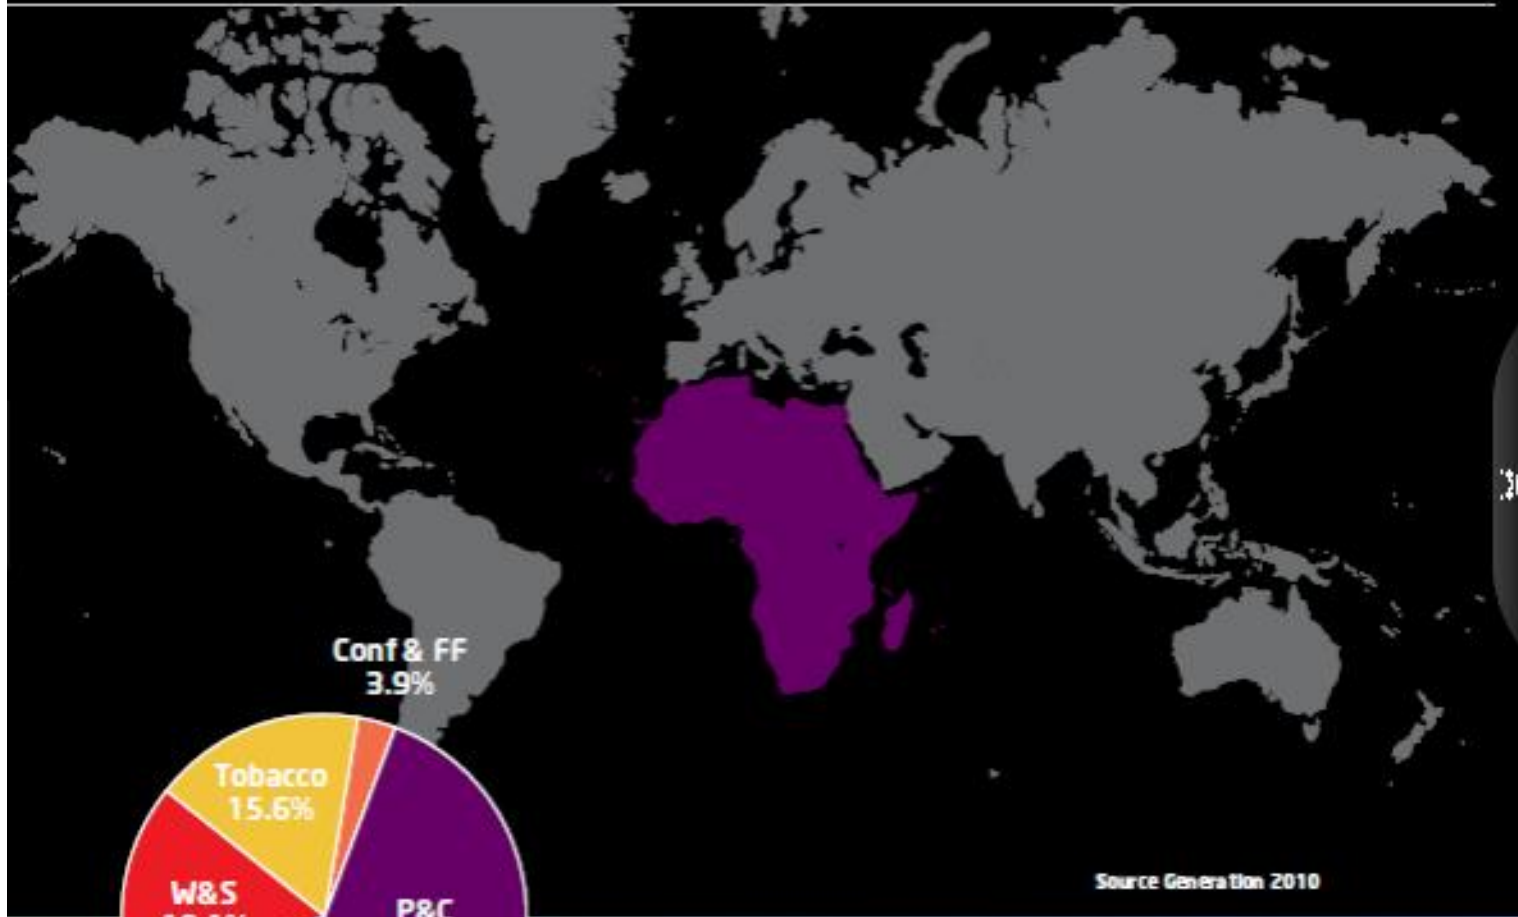 Conf & FF
3.9%
Tobacco
15.6%
W&S
P&C
Source Generation 2010